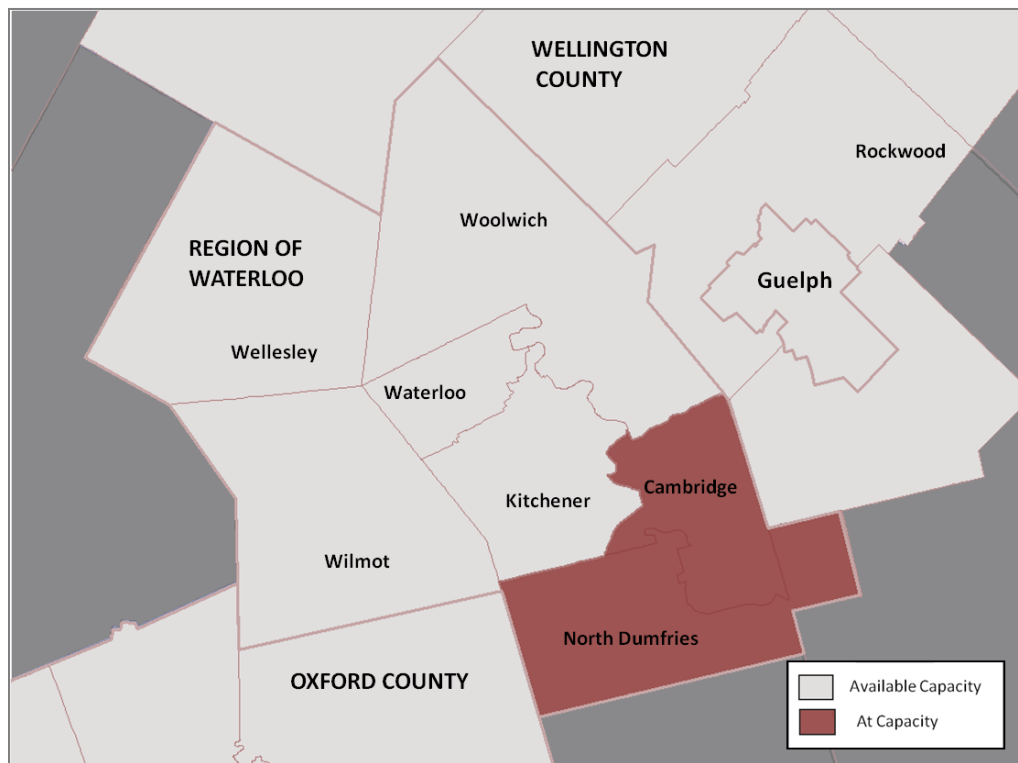 WELLINGTON
COUNTY
Rockwood
Woolwich
REGION OF
WATERLOO
Guelph
Wellesley
Waterloo
Cambridge
Kitchener
Wilmot
North Dumfries
OXFORD COUNTY
Available Capacity
At Capacity